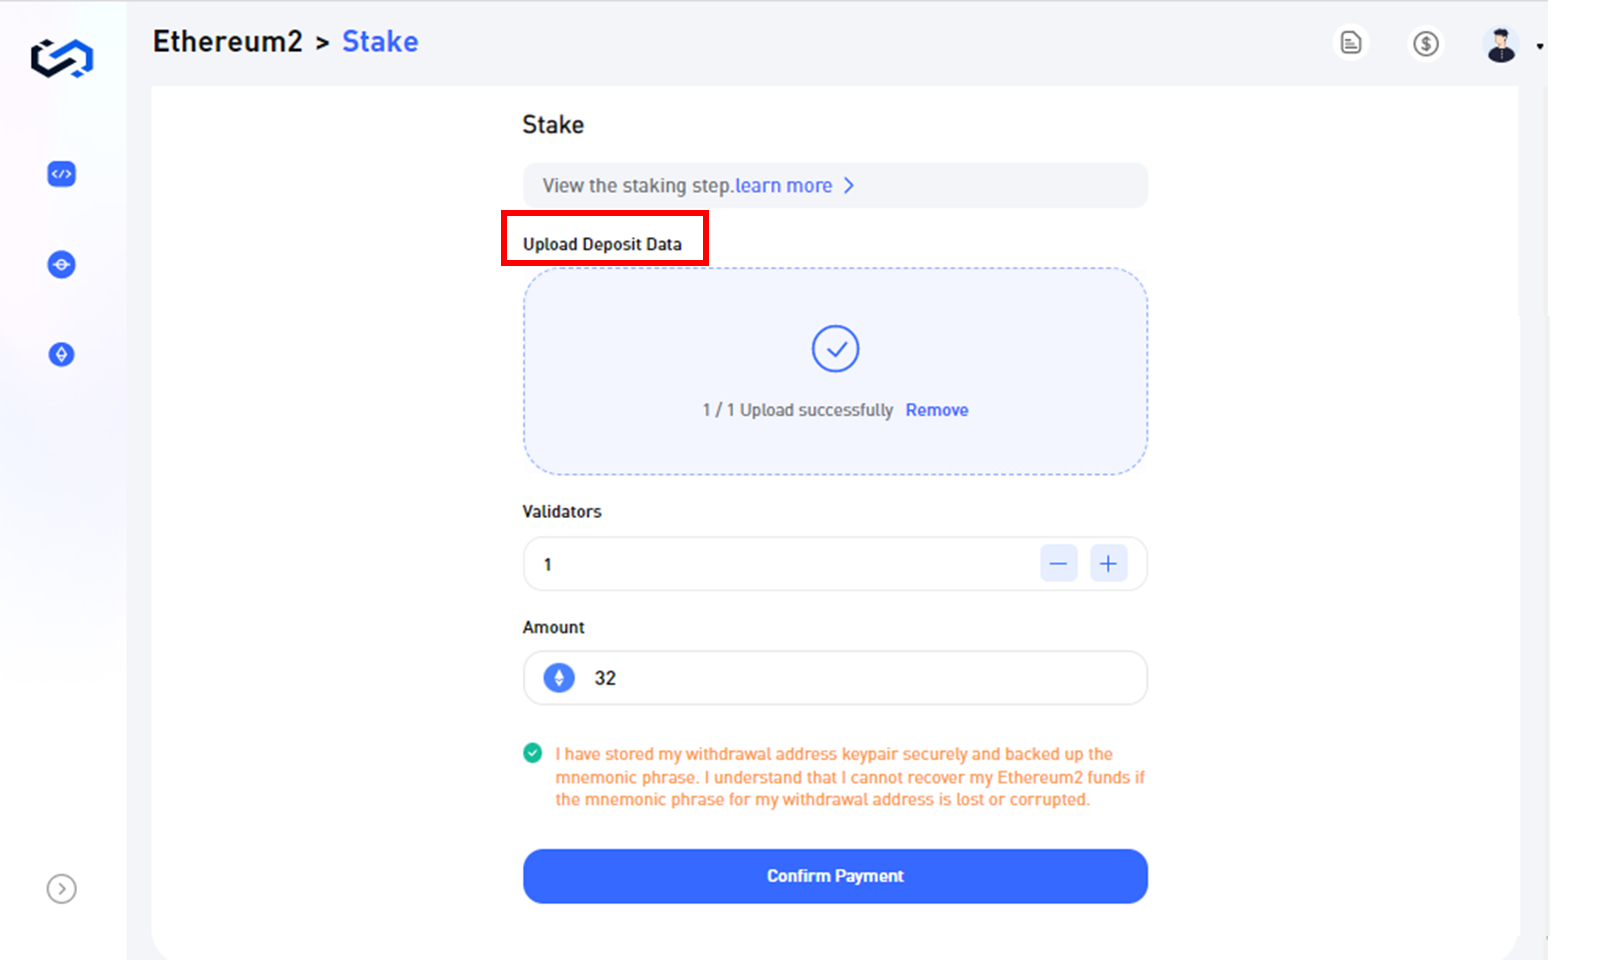 Ethereum2 > Stake
Stake
View the staking step.learn more >
Upload Deposit Data
1 / 1 Upload successfully Remove
Validators
1
Amount
32
I have stored my withdrawal address keypair securely and backed up the
mnemonic phrase. I understand that I cannot recover my Ethereum2 funds if
the mnemonic phrase for my withdrawal address is lost or corrupted.
Confirm Payment